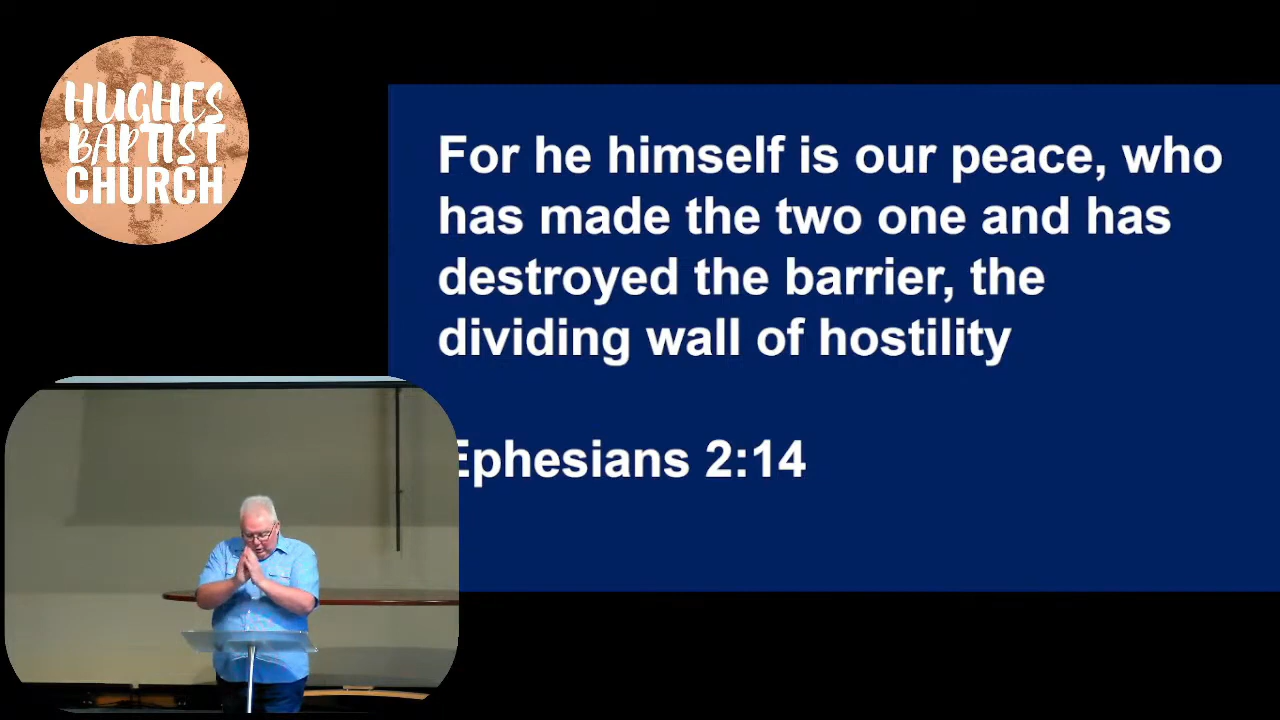 HUGHES
BAPTIST
CHURCH
For he himself is our peace, who
has made the two one and has
destroyed the barrier, the
dividing wall of hostility
Ephesians 2:14